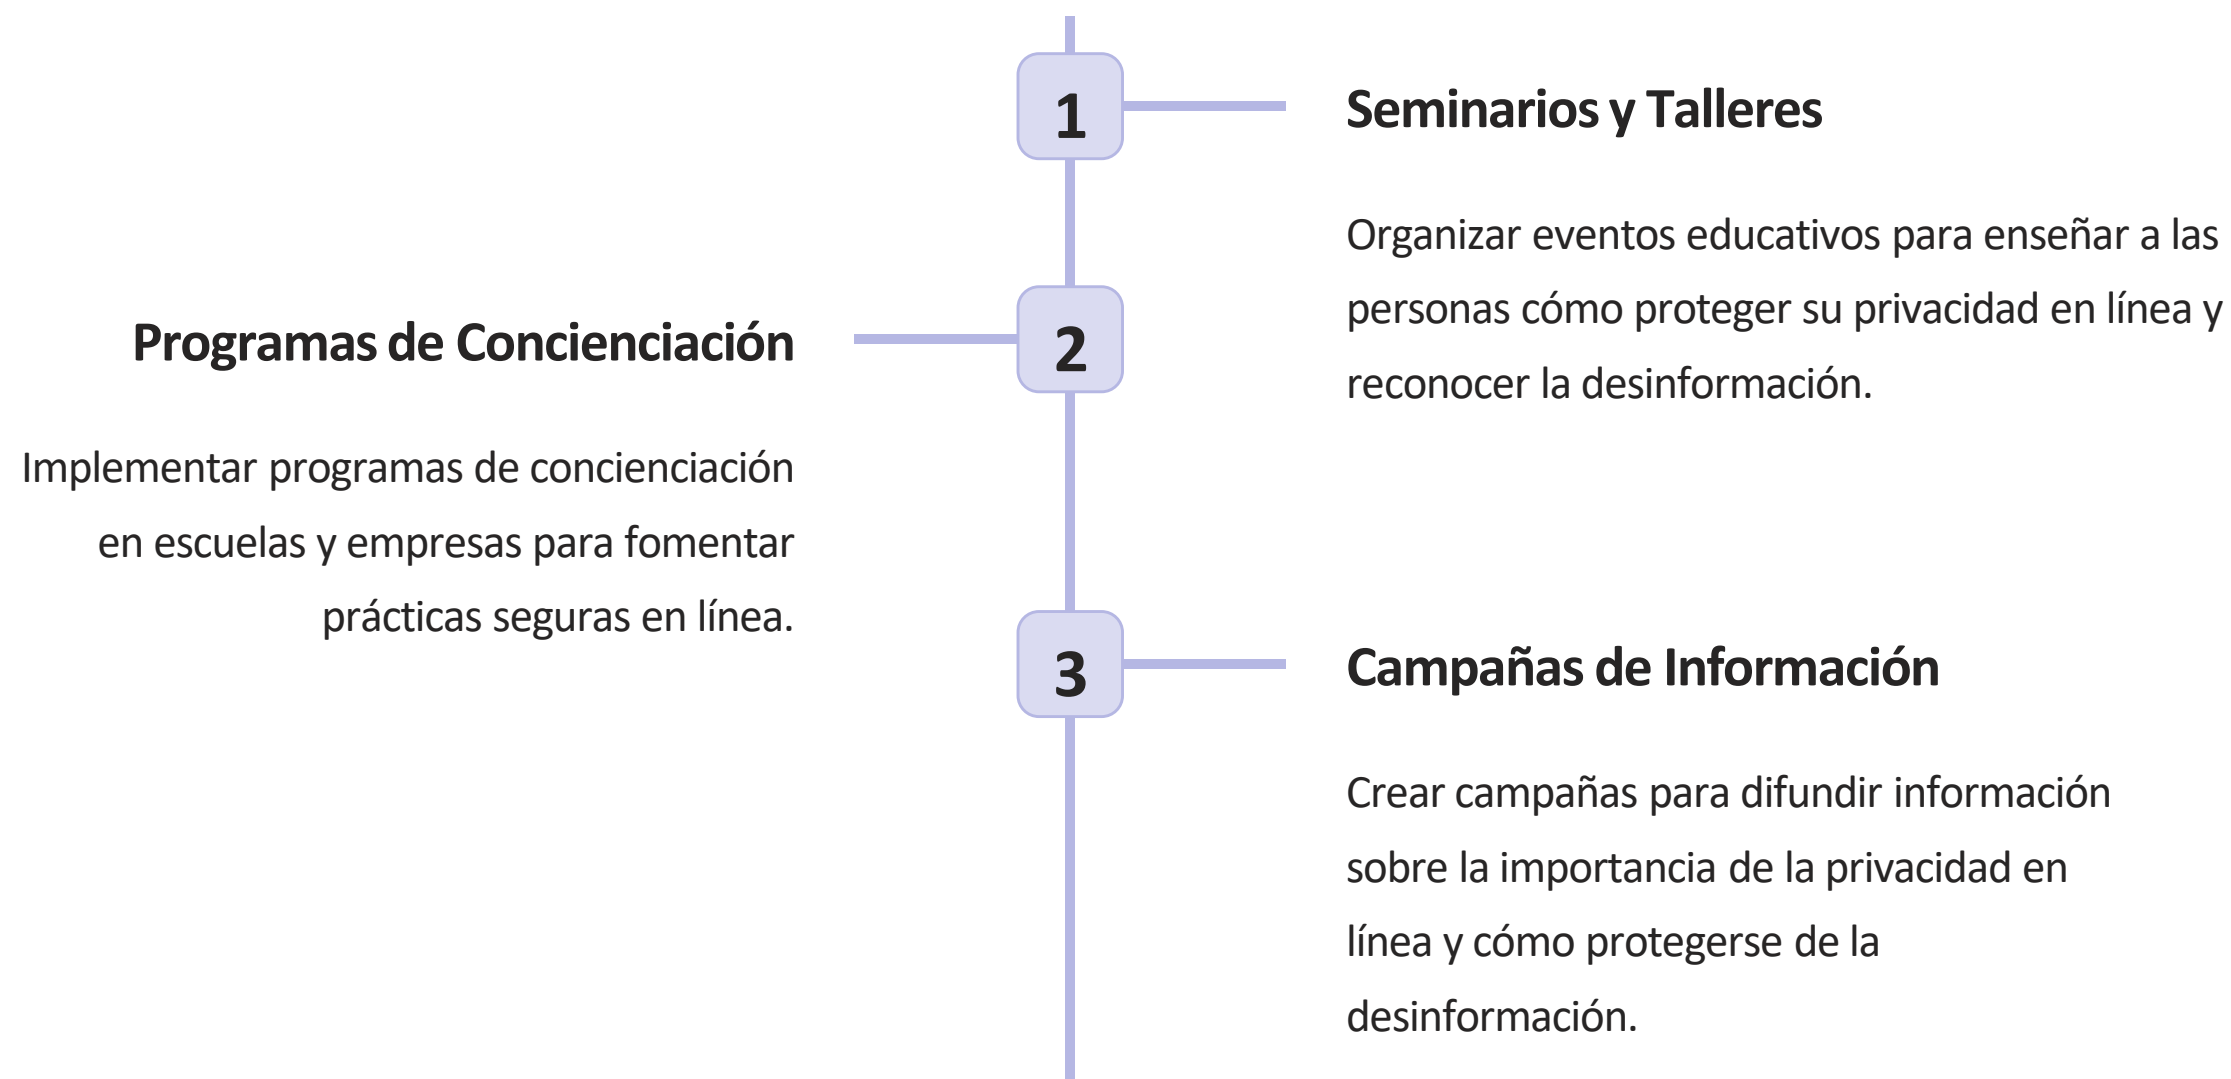 1
Seminarios y Talleres
Organizar eventos educativos para enseñar a las
personas cómo proteger su privacidad en línea y
reconocer la desinformación.
2
Programas de Concienciación
Implementar programas de concienciación
en escuelas y empresas para fomentar
prácticas seguras en línea.
3
Campañas de Información
Crear campañas para difundir información
sobre la importancia de la privacidad en
línea y cómo protegerse de la
desinformación.